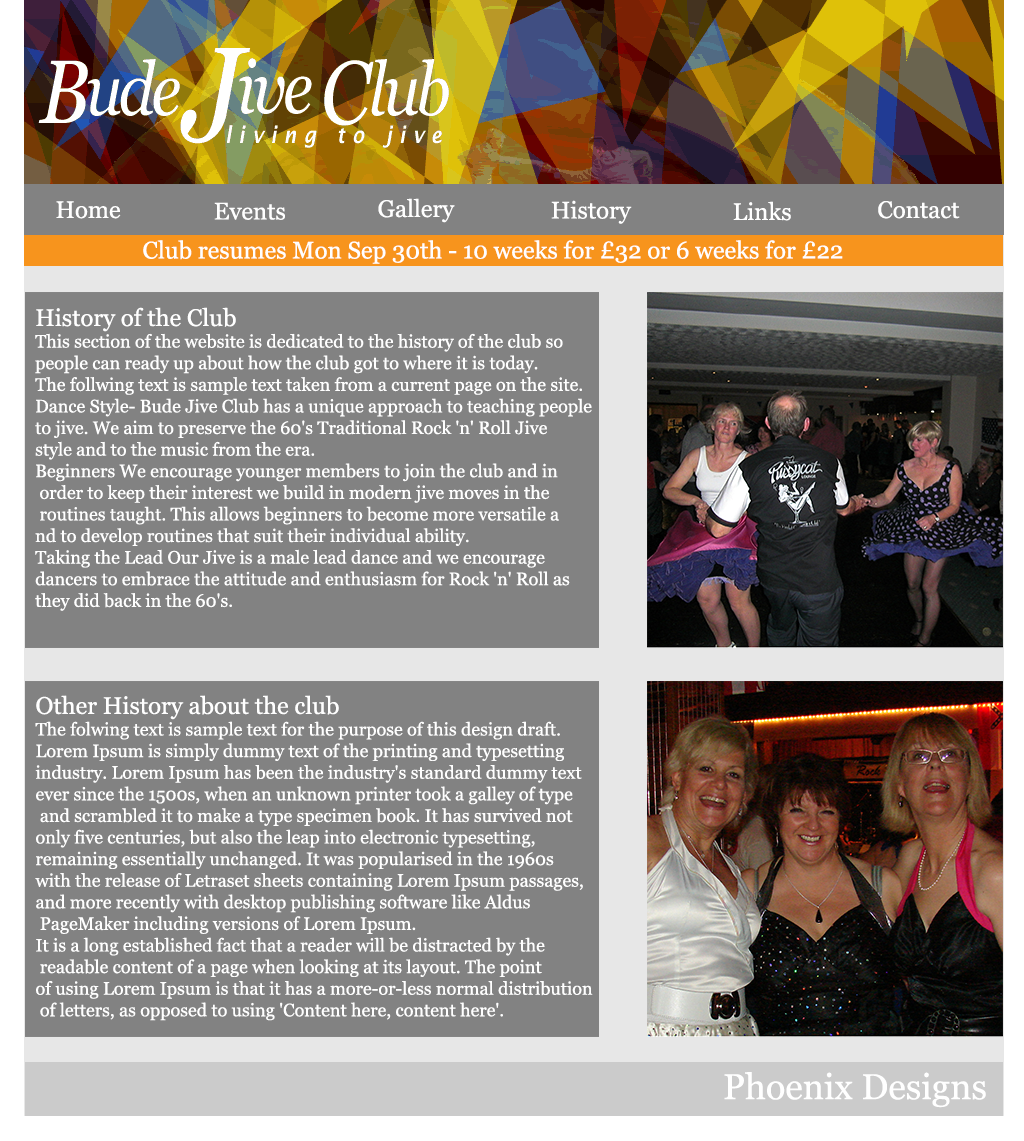 Bude Jive Club
living to jive
Home Events Gallery History Links Contact
Club resumes Mon Sep 30th - 10 weeks for £32 or 6 weeks for £22
History of the Club
This section of the website is dedicated to the history of the club so
people can ready up about how the club got to where it is today.
The follwing text is sample text taken from a current page on the site.
Dance Style- Bude Jive Club has a unique approach to teaching people
to jive. We aim to preserve the 60's Traditional Rock 'n' Roll Jive
style and to the music from the era.
Beginners We encourage younger members to join the club and in
order to keep their interest we build in modern jive moves in the
routines taught. This allows beginners to become more versatile a
nd to develop routines that suit their individual ability.
Taking the Lead Our Jive is a male lead dance and we encourage
dancers to embrace the attitude and enthusiasm for Rock 'n' Roll as
they did back in the 60's.
Pussycat
LOUNGE
Other History about the club
The folwing text is sample text for the purpose of this design draft.
Lorem Ipsum is simply dummy text of the printing and typesetting
industry. Lorem Ipsum has been the industry's standard dummy text
ever since the 1500s, when an unknown printer took a galley of type
and scrambled it to make a type specimen book. It has survived not
only five centuries, but also the leap into electronic typesetting,
remaining essentially unchanged. It was popularised in the 1960s
with the release of Letraset sheets containing Lorem Ipsum passages,
and more recently with desktop publishing software like Aldus
PageMaker including versions of Lorem Ipsum.
It is a long established fact that a reader will be distracted by the
readable content of a page when looking at its layout. The point
of using Lorem Ipsum is that it has a more-or-less normal distribution
of letters, as opposed to using 'Content here, content here'.
Rock
Phoenix Designs